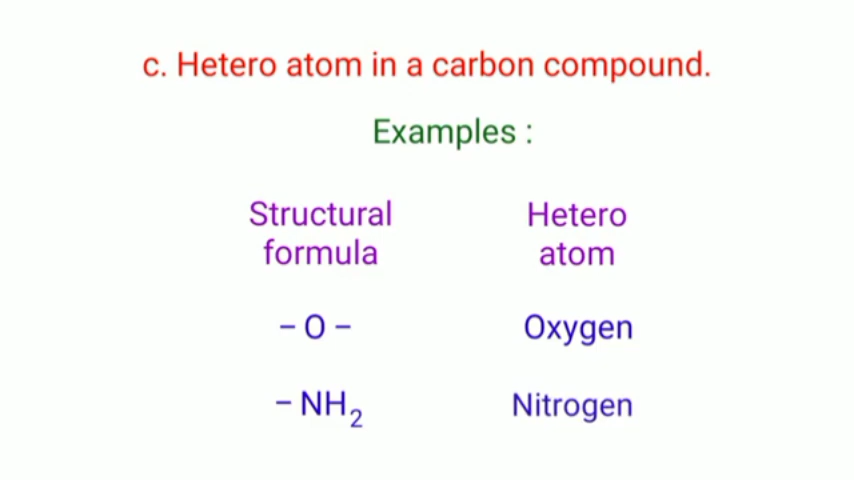 c. Hetero atom in a carbon compound.
Examples :
Structural formula
Hetero atom
– O –
Oxygen
– NH₂
Nitrogen